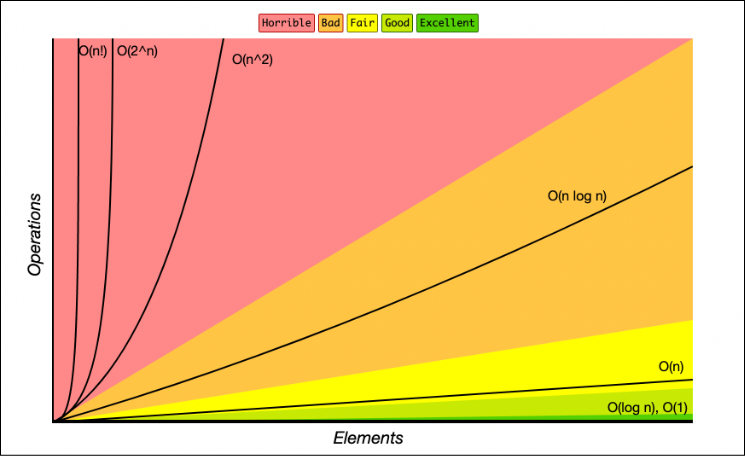 Horrible Bad Fair Good Excellent
O(n!) O(2^n)
O(n^2)
O(n log n)
Operations
O(n)
O(log n), O(1)
Elements